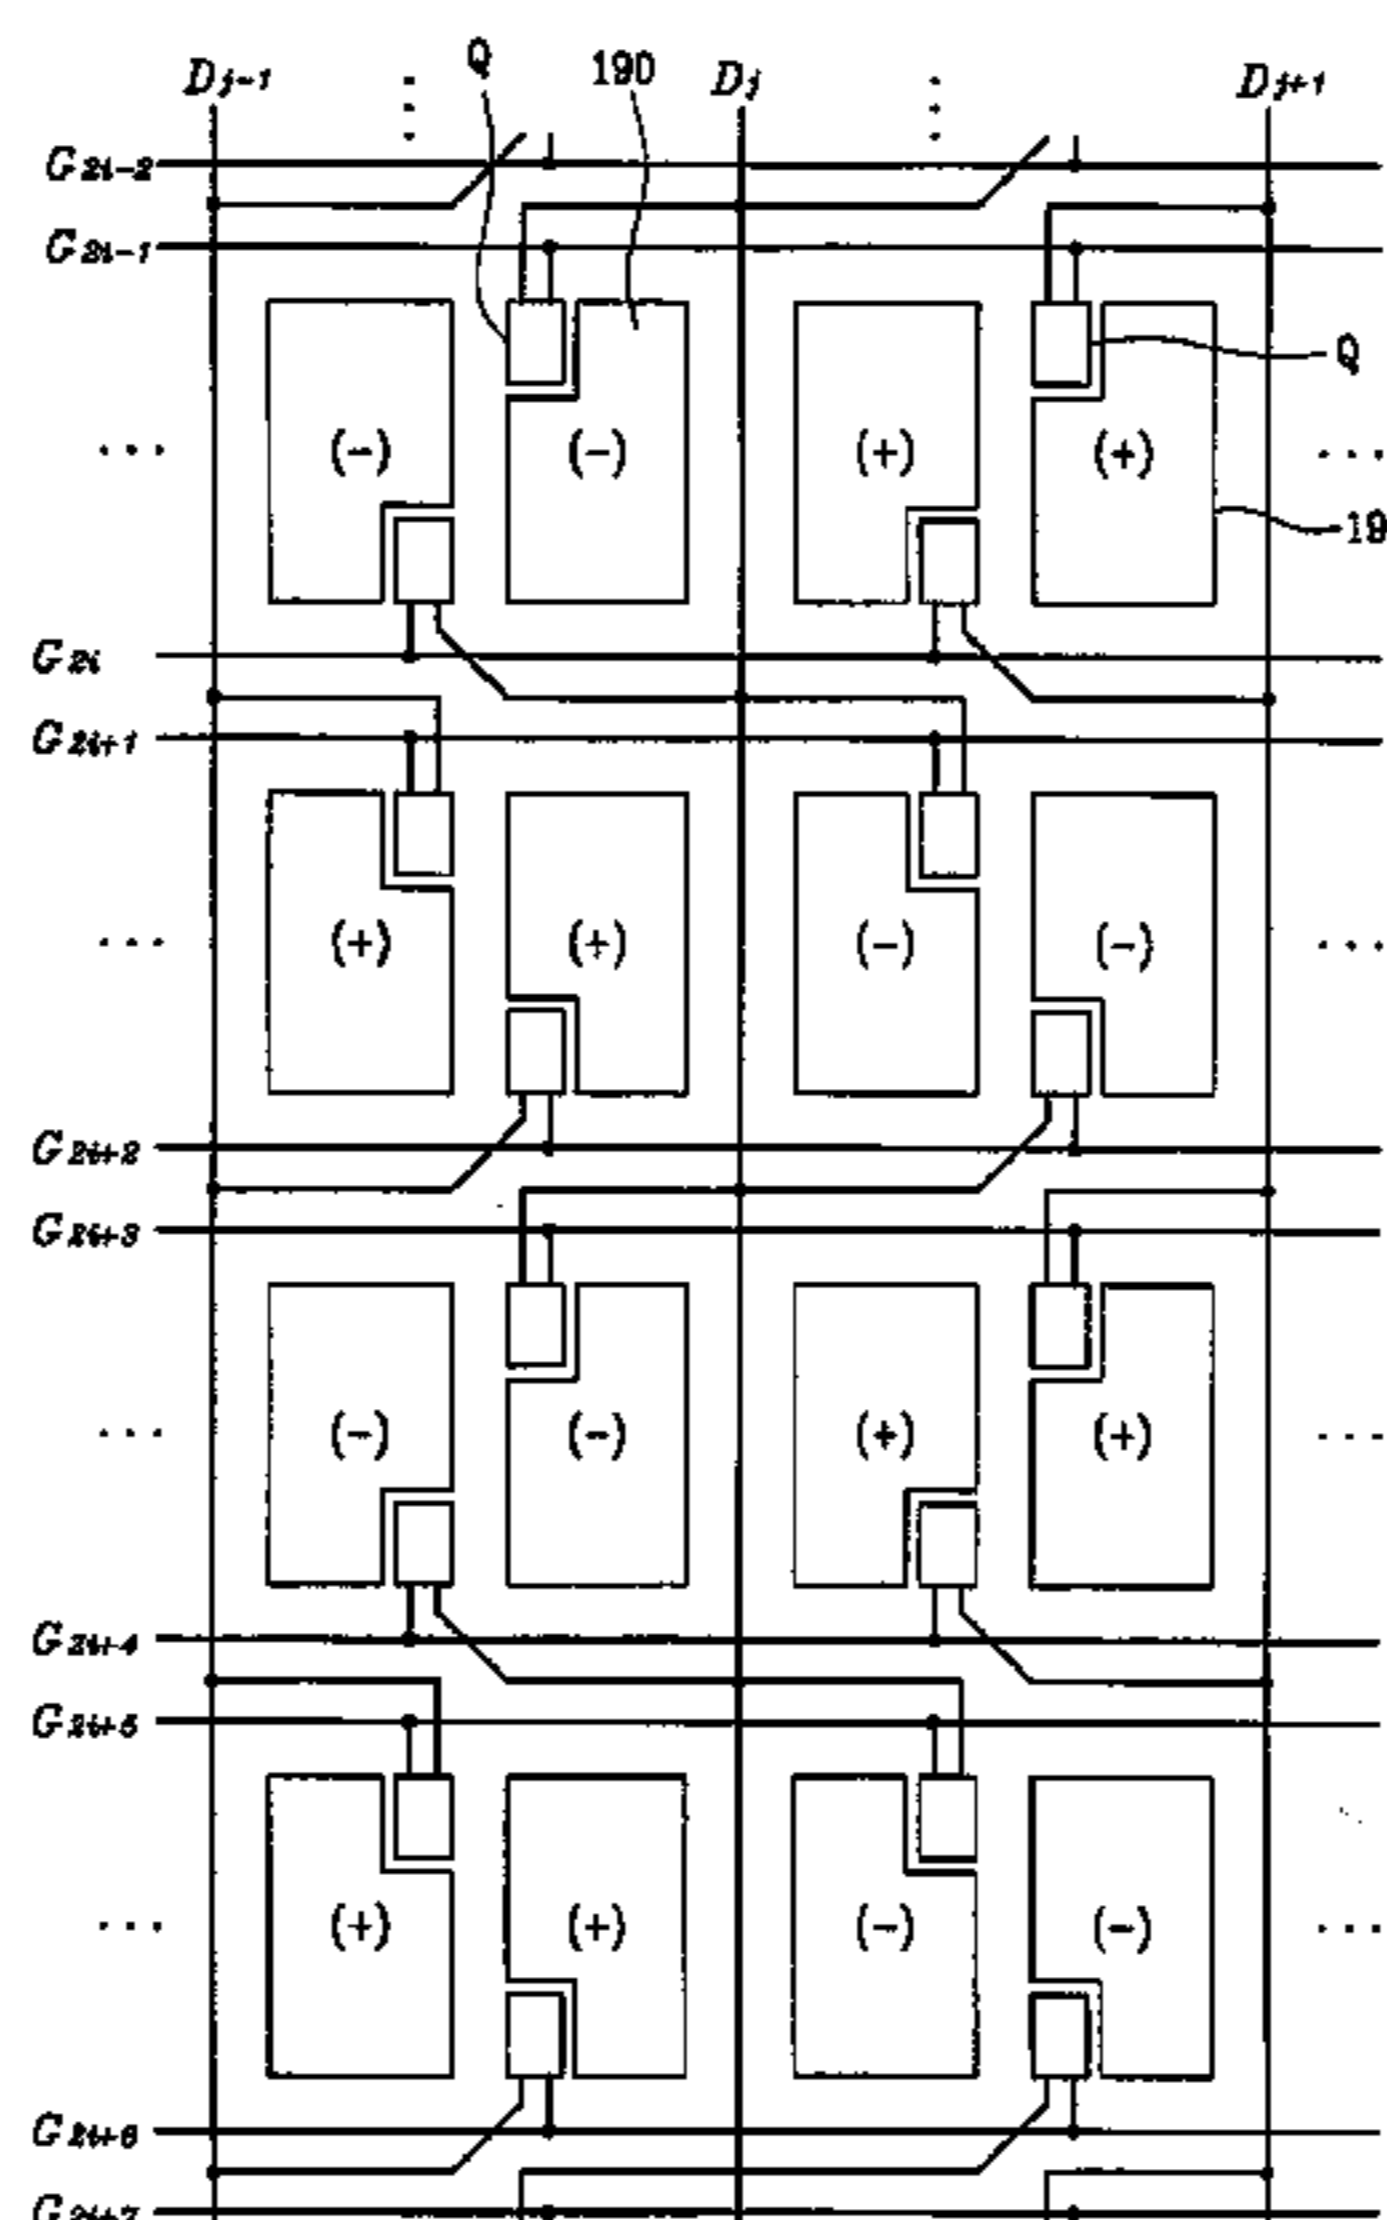 Dj-1 Q 190 Dj Dj+1
G2i-2
G2i-1
Q
... (-) (-) (+) (+) ...
19
G2i
G2i+1
... (+) (+) (-) (-) ...
G2i+2
G2i+3
... (-) (-) (+) (+) ...
G2i+4
G2i+5
... (+) (+) (-) (-) ...
G2i+6
G2i+7